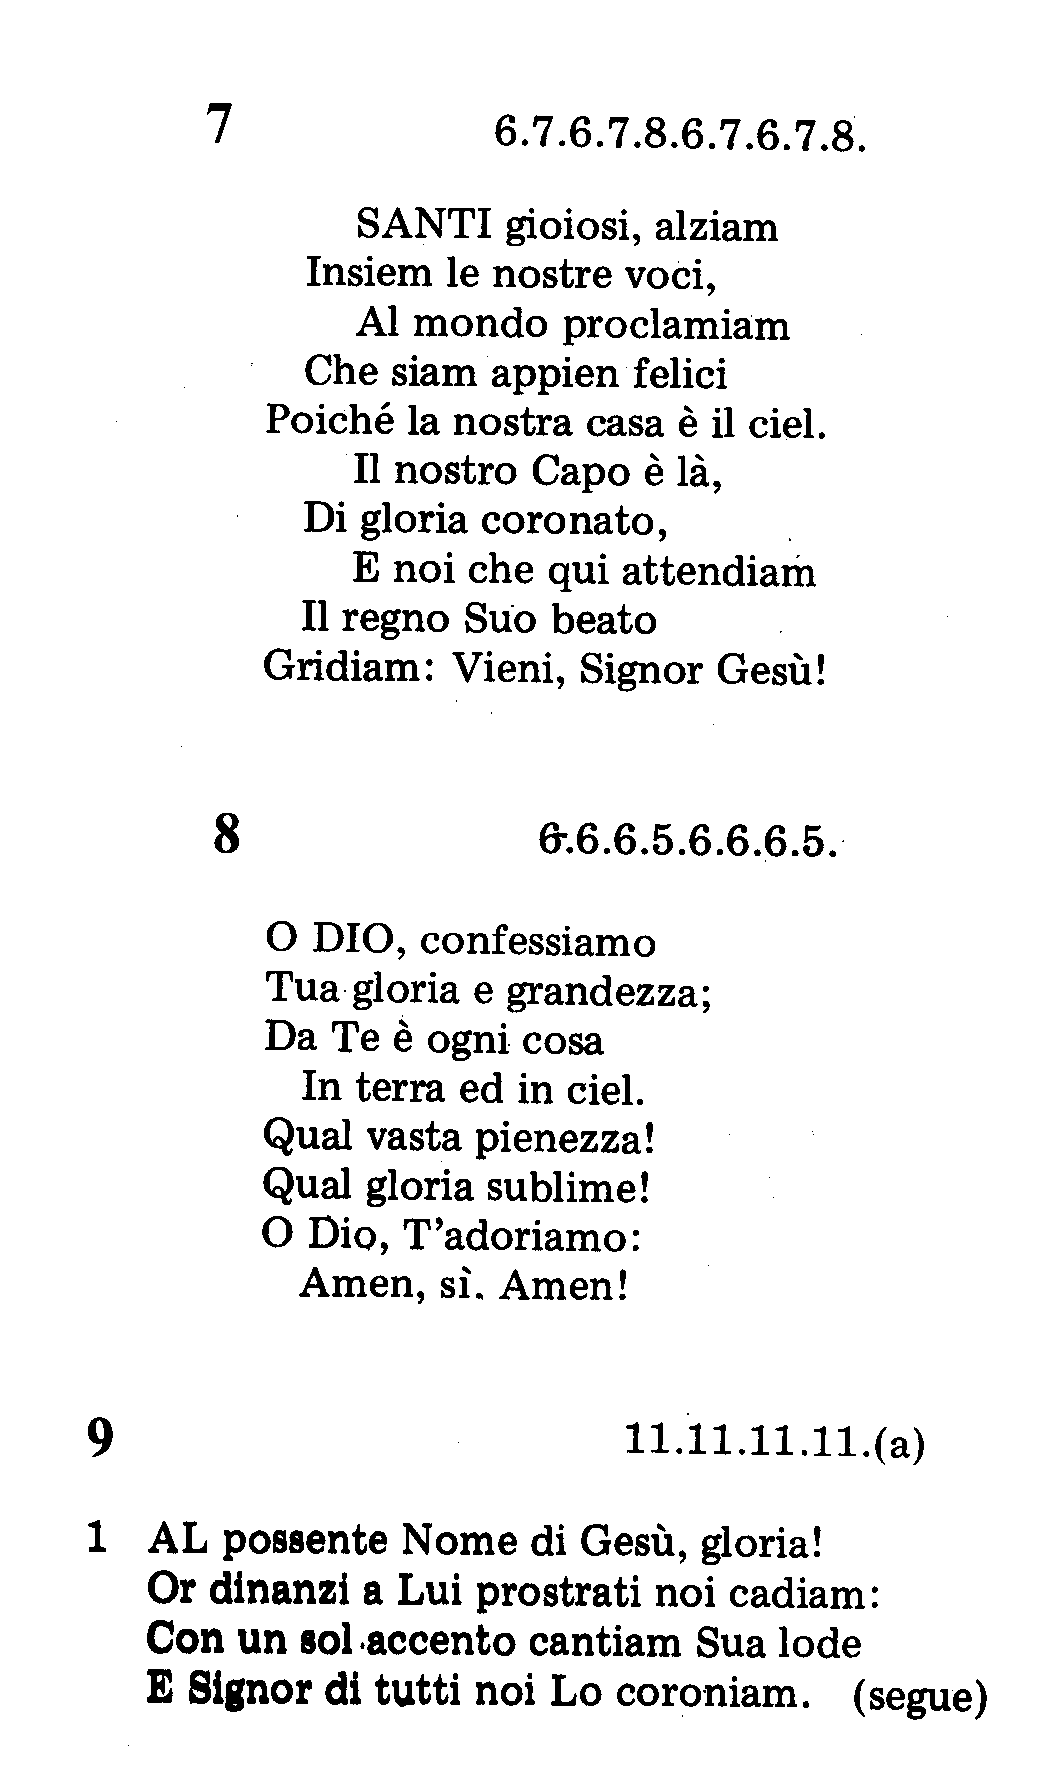 7 6.7.6.7.8.6.7.6.7.8.
SANTI gioiosi, alziam
Insiem le nostre voci,
Al mondo proclamiam
Che siam appien felici
Poiché la nostra casa è il ciel.
Il nostro Capo è là,
Di gloria coronato,
E noi che qui attendiam
Il regno Suo beato
Gridiam: Vieni, Signor Gesù!
8 6.6.6.5.6.6.6.5.
O DIO, confessiamo
Tua gloria e grandezza;
Da Te è ogni cosa
In terra ed in ciel.
Qual vasta pienezza!
Qual gloria sublime!
O Dio, T'adoriamo:
Amen, sì. Amen!
9 11.11.11.11.(a)
1 AL possente Nome di Gesù, gloria!
Or dinanzi a Lui prostrati noi cadiam:
Con un sol accento cantiam Sua lode
E Signor di tutti noi Lo coroniam. (segue)